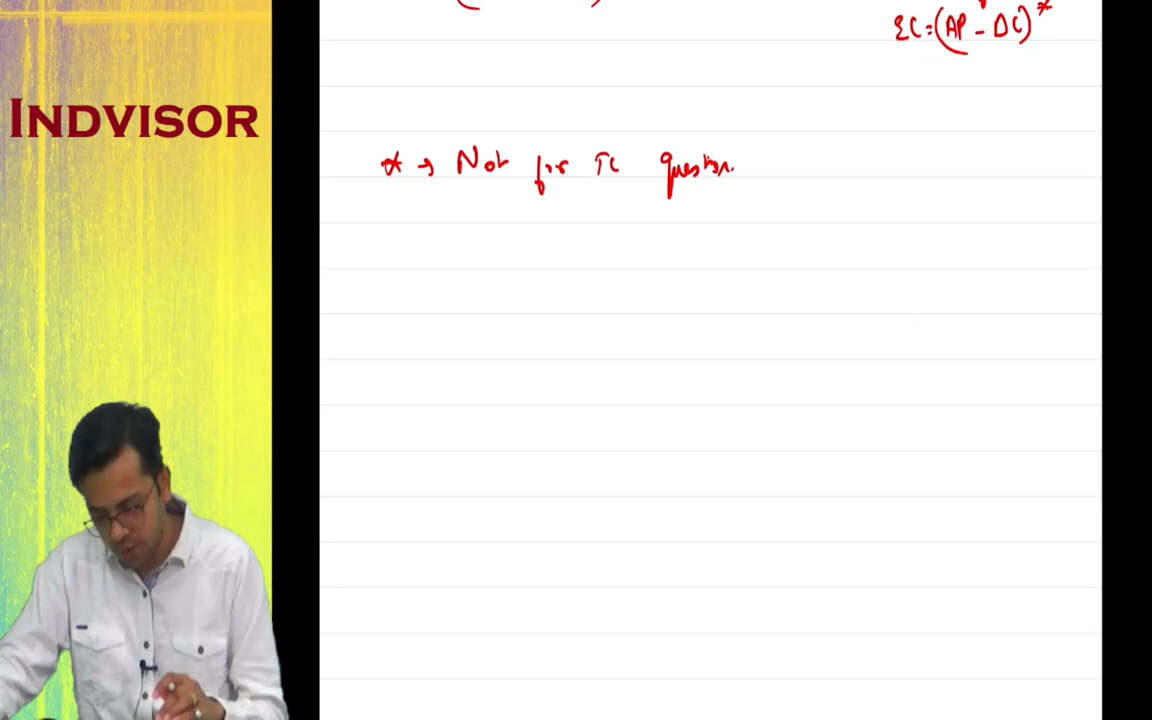 INDVISOR
EC = (AP - DC)*
* → Not for TC question.